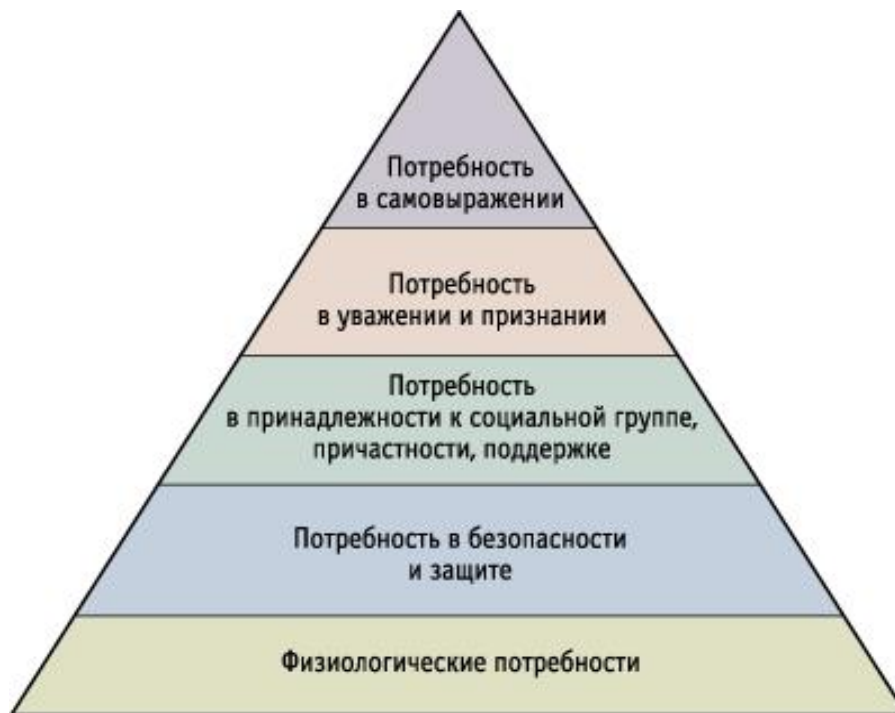 Потребность
в самовыражении
Потребность
в уважении и признании
Потребность
в принадлежности к социальной группе,
причастности, поддержке
Потребность в безопасности
и защите
Физиологические потребности